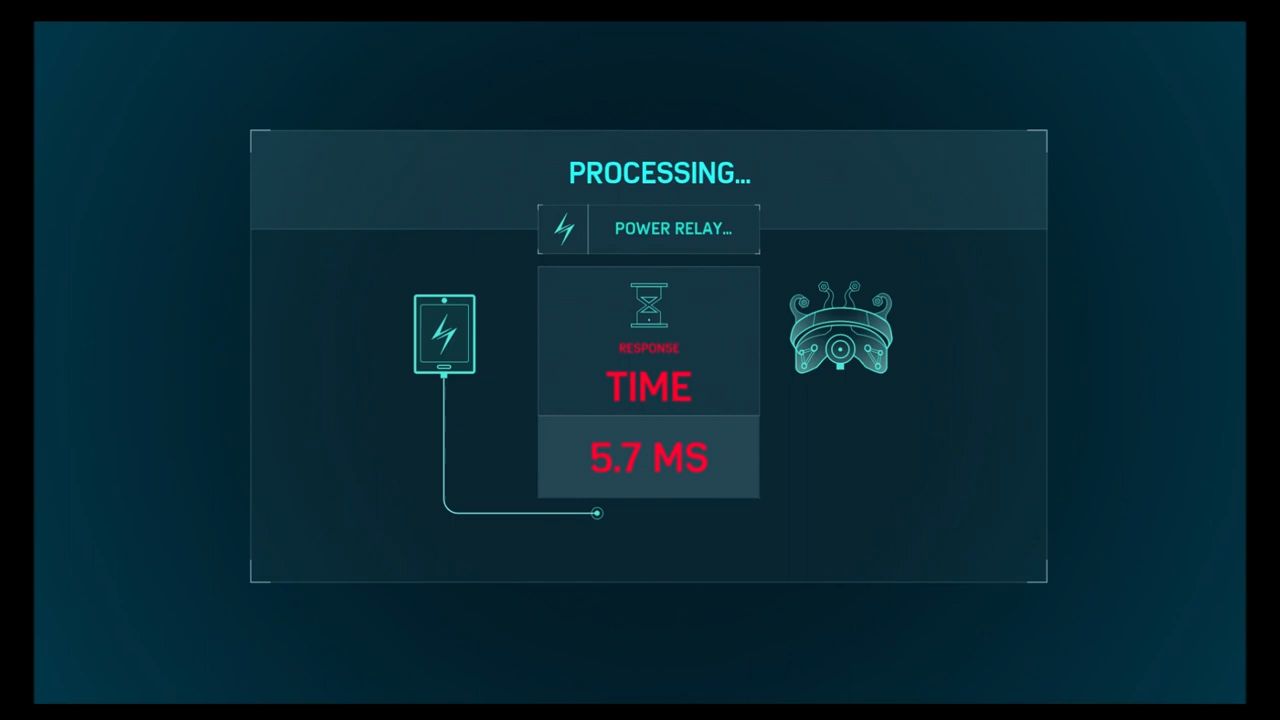 PROCESSING...
POWER RELAY...
RESPONSE
TIME
5.7 MS